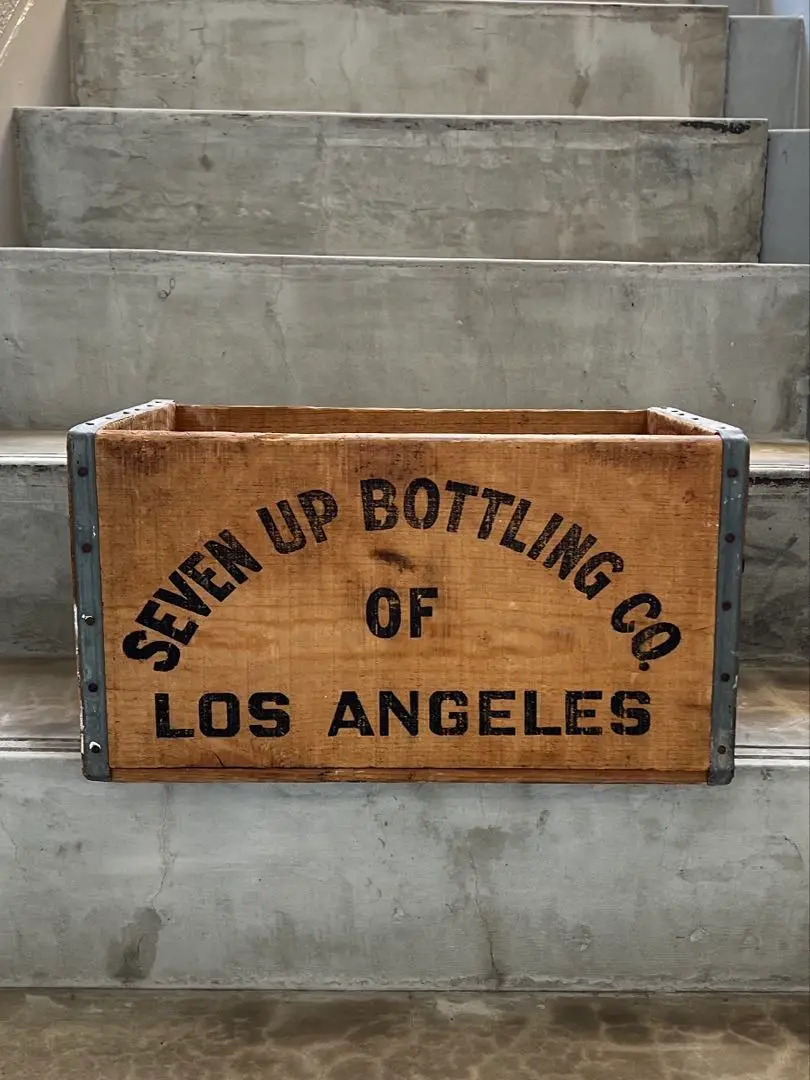 SEVEN UP BOTTLING CO.
OF
LOS ANGELES